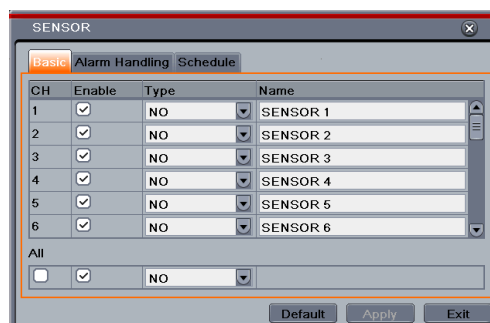 SENSOR
Basic Alarm Handling Schedule
CH Enable Type Name
1 NO SENSOR 1
2 NO SENSOR 2
3 NO SENSOR 3
4 NO SENSOR 4
5 NO SENSOR 5
6 NO SENSOR 6
All
NO
Default Apply Exit